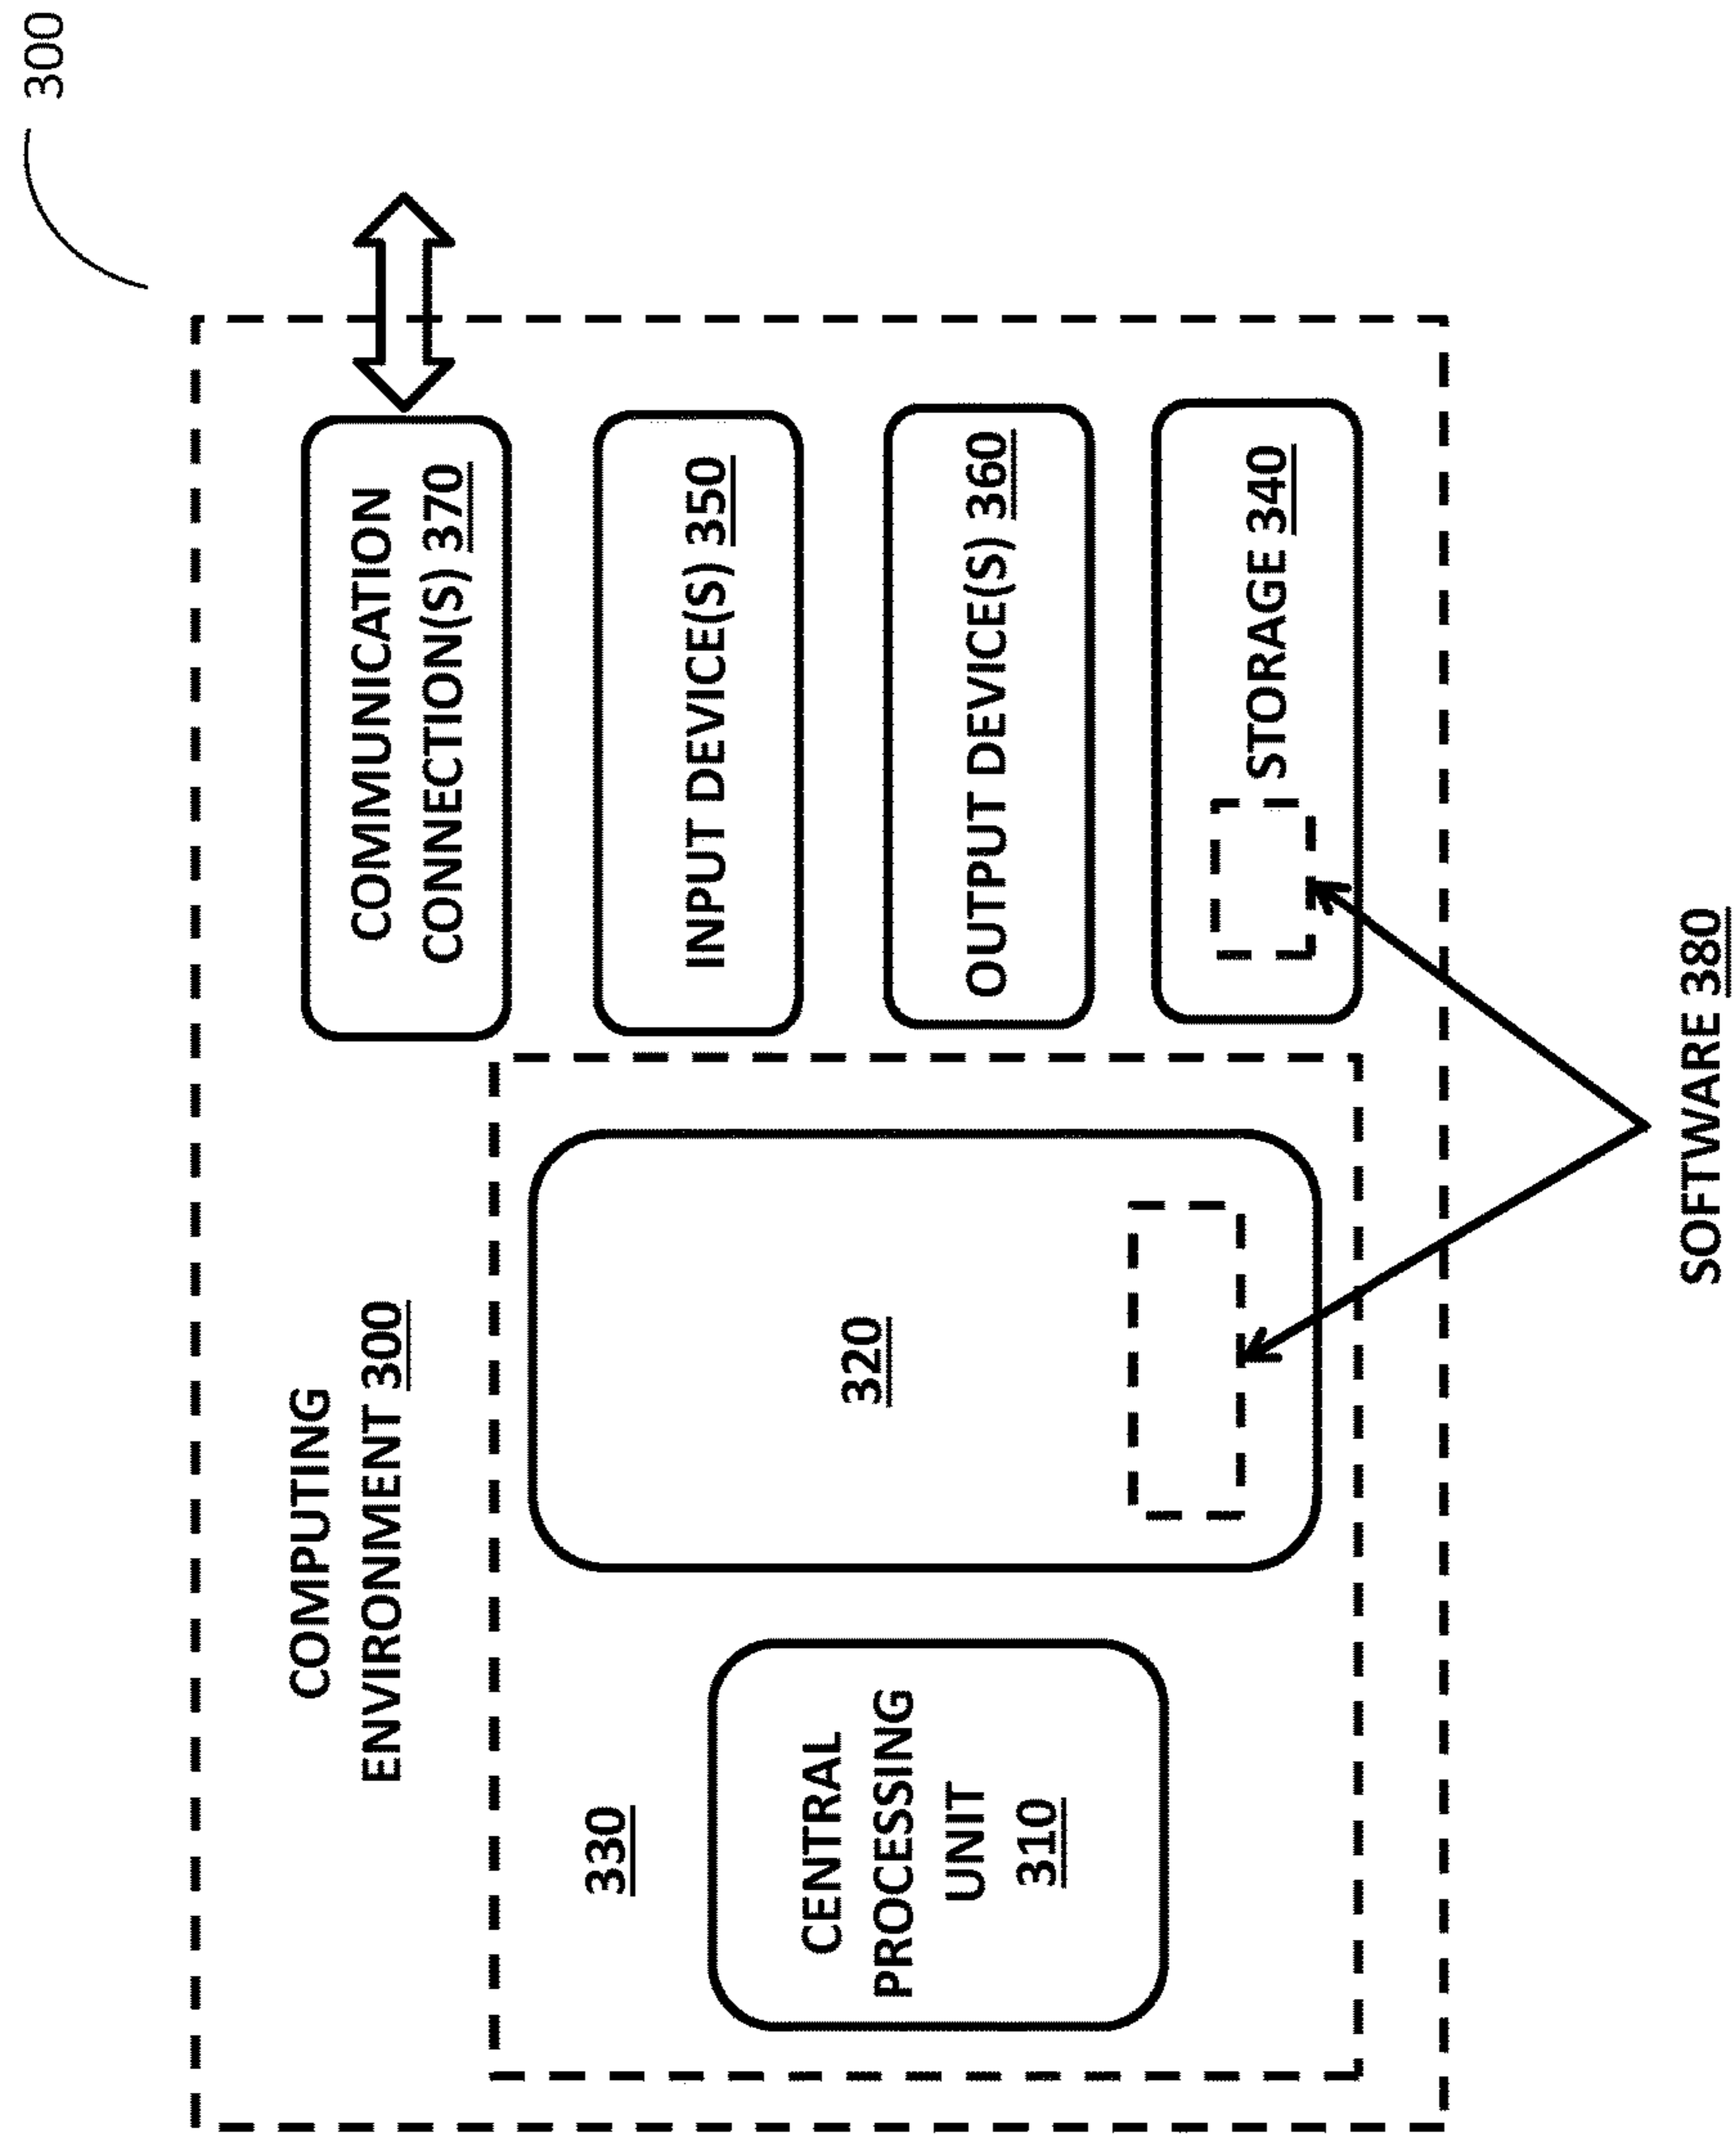 300
COMPUTING
ENVIRONMENT 300
COMMUNICATION
CONNECTION(S) 370
330
CENTRAL
PROCESSING
UNIT
310
320
INPUT DEVICE(S) 350
OUTPUT DEVICE(S) 360
STORAGE 340
SOFTWARE 380